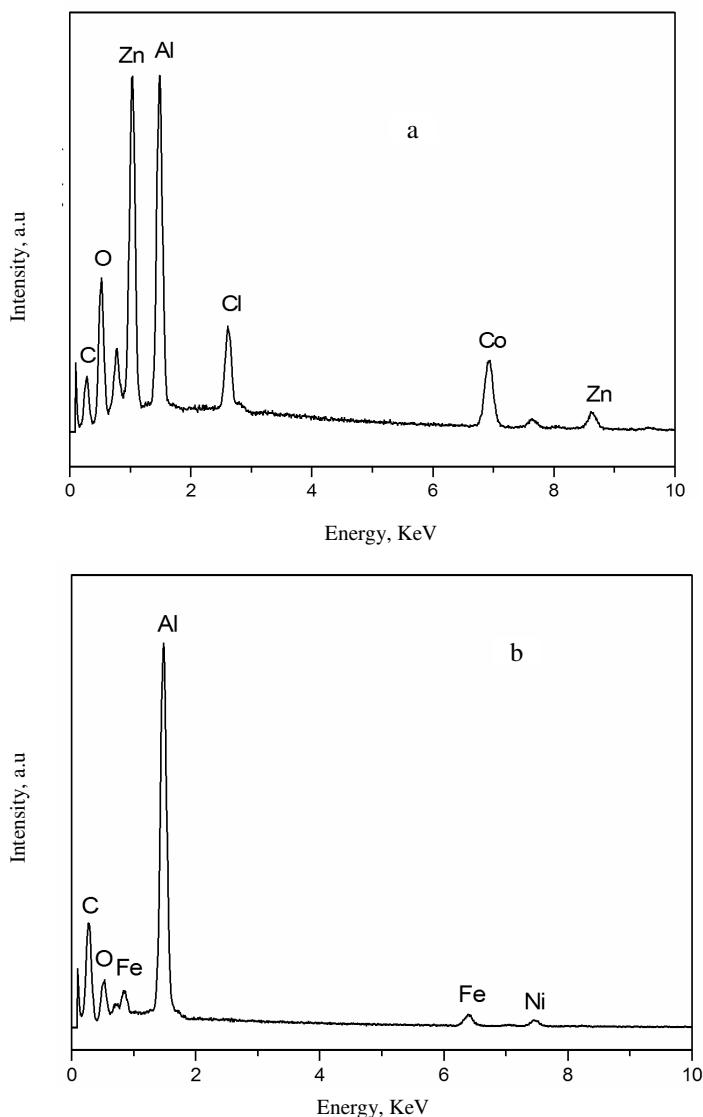 Zn Al
a
O
Cl
C
Co
Zn
Intensity, a.u
0 2 4 6 8 10
Energy, KeV
Al
b
C
O Fe
Fe Ni
Intensity, a.u
0 2 4 6 8 10
Energy, KeV